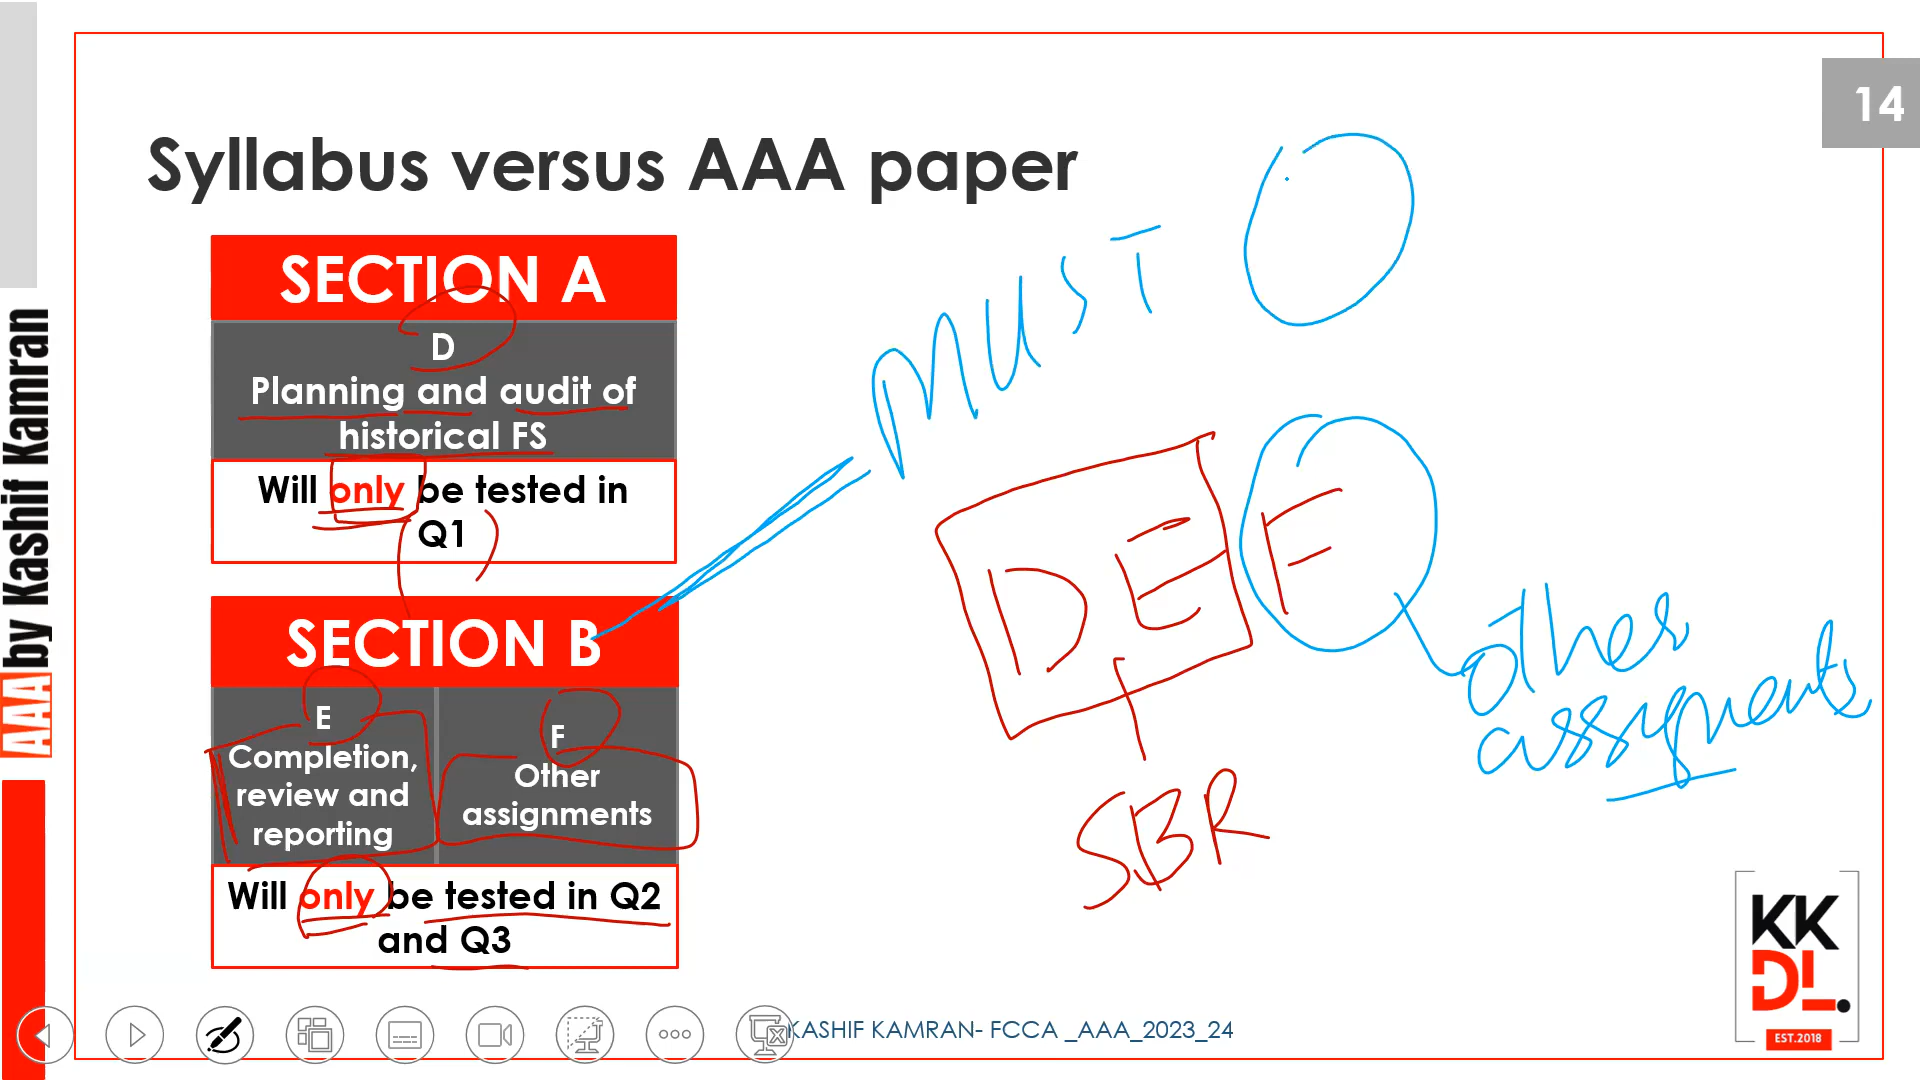 14
Syllabus versus AAA paper
SECTION A
D
Planning and audit of
historical FS
Will only be tested in
Q1
SECTION B
E
Completion,
review and
reporting
F
Other
assignments
Will only be tested in Q2
and Q3
MUST
D E F
SBR
other
assignments
AAA by Kashif Kamran
KK
DL.
EST.2018
KASHIF KAMRAN- FCCA _AAA_2023_24